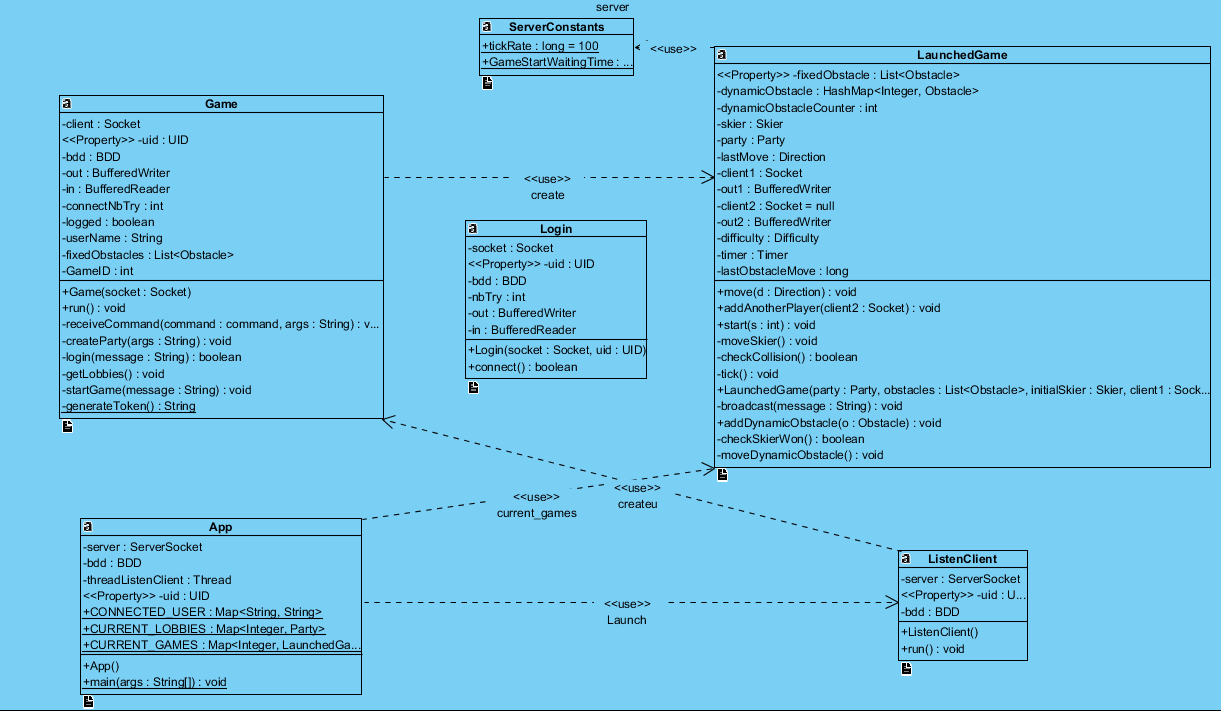 server
ServerConstants
+tickRate : long = 100
+GameStartWaitingTime : ...
<<use>>
LaunchedGame
<<Property>> -fixedObstacle : List<Obstacle>
-dynamicObstacle : HashMap<Integer, Obstacle>
-dynamicObstacleCounter : int
-skier : Skier
-party : Party
-lastMove : Direction
-client1 : Socket
-out1 : BufferedWriter
-client2 : Socket = null
-out2 : BufferedWriter
-difficulty : Difficulty
-timer : Timer
-lastObstacleMove : long
+move(d : Direction) : void
+addAnotherPlayer(client2 : Socket) : void
+start(s : int) : void
-moveSkier() : void
-checkCollision() : boolean
-tick() : void
+LaunchedGame(party : Party, obstacles : List<Obstacle>, initialSkier : Skier, client1 : Sock...
-broadcast(message : String) : void
+addDynamicObstacle(o : Obstacle) : void
-checkSkierWon() : boolean
-moveDynamicObstacle() : void
Game
-client : Socket
<<Property>> -uid : UID
-bdd : BDD
-out : BufferedWriter
-in : BufferedReader
-connectNbTry : int
-logged : boolean
-userName : String
-fixedObstacles : List<Obstacle>
-GameID : int
+Game(socket : Socket)
+run() : void
-receiveCommand(command : command, args : String) : v...
-createParty(args : String) : void
-login(message : String) : boolean
-getLobbies() : void
-startGame(message : String) : void
-generateToken() : String
<<use>>
create
Login
-socket : Socket
<<Property>> -uid : UID
-bdd : BDD
-nbTry : int
-out : BufferedWriter
-in : BufferedReader
+Login(socket : Socket, uid : UID)
+connect() : boolean
<<use>>
current_games
<<use>>
createu
App
-server : ServerSocket
-bdd : BDD
-threadListenClient : Thread
<<Property>> -uid : UID
+CONNECTED_USER : Map<String, String>
+CURRENT_LOBBIES : Map<Integer, Party>
+CURRENT_GAMES : Map<Integer, LaunchedGa...
+App()
+main(args : String[]) : void
<<use>>
Launch
ListenClient
-server : ServerSocket
<<Property>> -uid : U...
-bdd : BDD
+ListenClient()
+run() : void